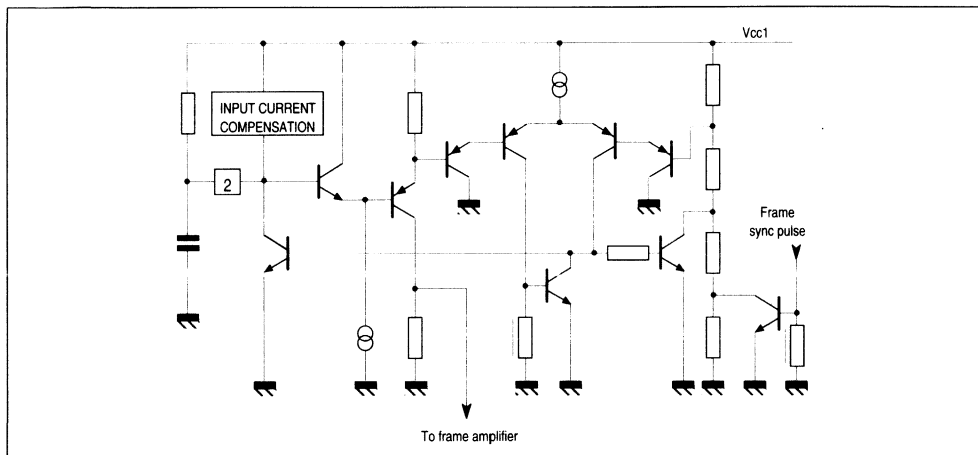 Vcc1
INPUT CURRENT
COMPENSATION
2
Frame
sync pulse
To frame amplifier